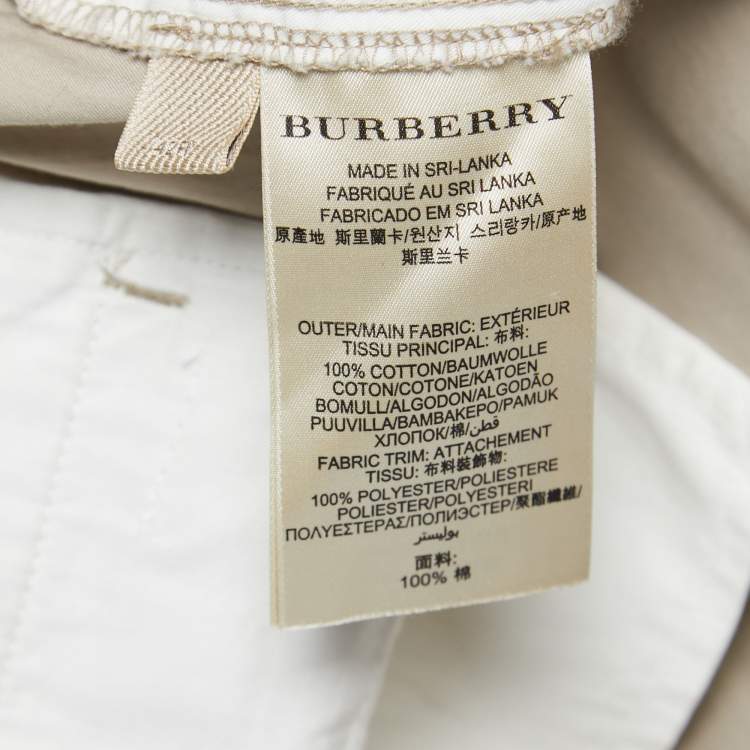 BURBERRY
MADE IN SRI-LANKA
FABRIQUÉ AU SRI LANKA
FABRICADO EM SRI LANKA
原產地 斯里蘭卡/원산지 스리랑카/原产地
斯里兰卡
OUTER/MAIN FABRIC: EXTÉRIEUR
TISSU PRINCIPAL: 布料:
100% COTTON/BAUMWOLLE
COTON/COTONE/KATOEN
BOMULL/ALGODON/ALGODÃO
PUUVILLA/BAMBAKEPO/PAMUK
ХЛОПОК/棉/قطن
FABRIC TRIM: ATTACHEMENT
TISSU: 布料裝飾物:
100% POLYESTER/POLIESTERE
POLIESTER/POLYESTERI
ΠΟΛΥΕΣΤΕΡΑΣ/ПОЛИЭСТЕР/聚酯纖維/
بوليستر
面料:
100% 棉